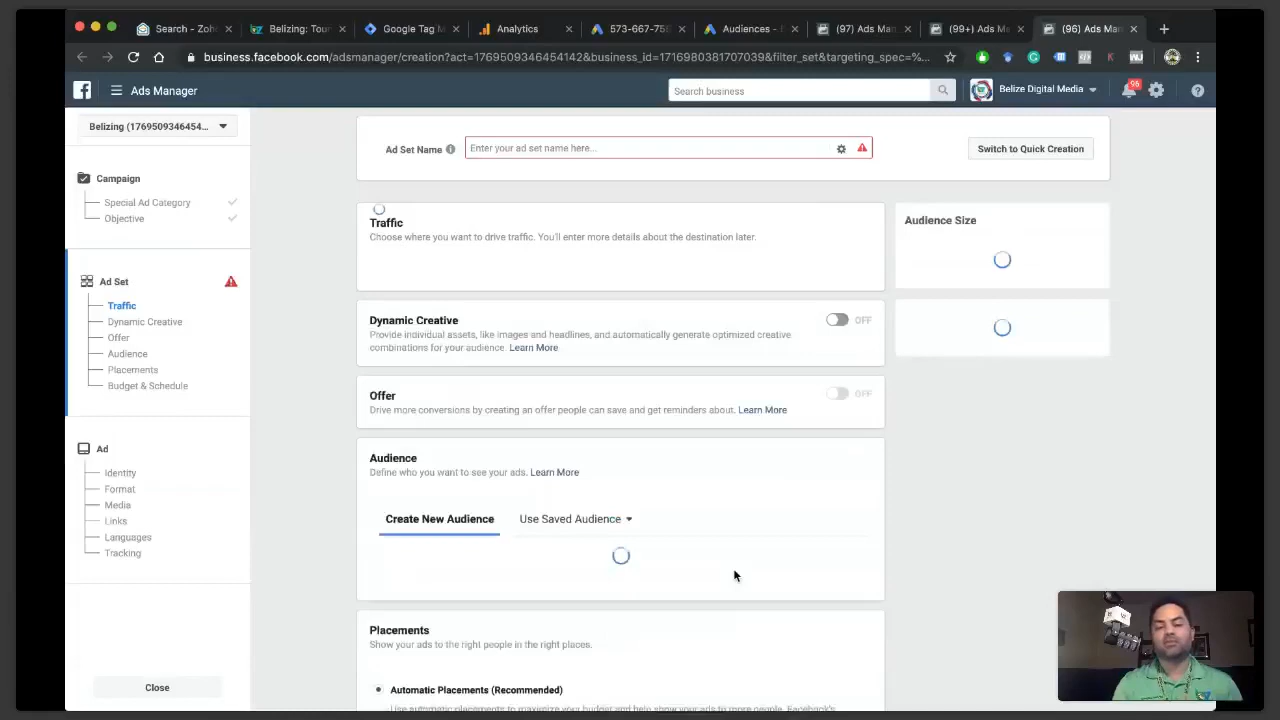 Search - Zoho
Belizing: Tour
Google Tag M
Analytics
573-667-75
Audiences -
(97) Ads Man
(99+) Ads M
(96) Ads Man
business.facebook.com/adsmanager/creation?act=1769509346454142&business_id=1716980381707039&filter_set&targeting_spec=%...
Ads Manager
Search business
Belize Digital Media
96
Belizing (1769509346454...
Ad Set Name
Enter your ad set name here...
Switch to Quick Creation
Campaign
Special Ad Category
Objective
Ad Set
Traffic
Dynamic Creative
Offer
Audience
Placements
Budget & Schedule
Ad
Identity
Format
Media
Links
Languages
Tracking
Close
Traffic
Choose where you want to drive traffic. You'll enter more details about the destination later.
Audience Size
Dynamic Creative
OFF
Provide individual assets, like images and headlines, and automatically generate optimized creative
combinations for your audience. Learn More
Offer
OFF
Drive more conversions by creating an offer people can save and get reminders about. Learn More
Audience
Define who you want to see your ads. Learn More
Create New Audience
Use Saved Audience
Placements
Show your ads to the right people in the right places.
Automatic Placements (Recommended)
Use automatic placements to maximize your budget and help show your ads to more people. Facebook's